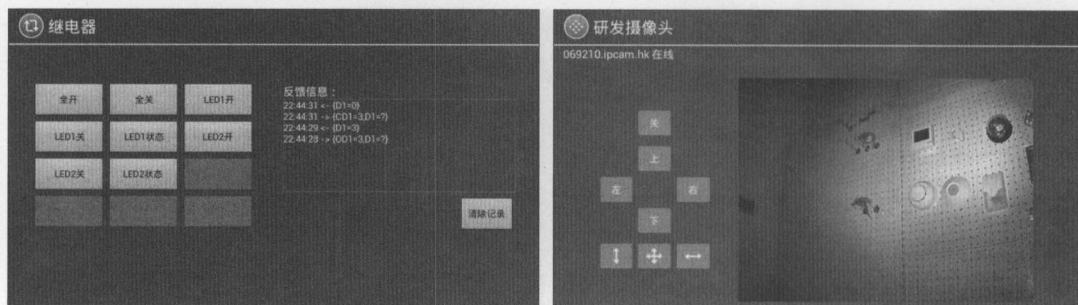 继电器
全开
全关
LED1开
LED1关
LED1状态
LED2开
LED2关
LED2状态
反馈信息：
22:44:31 <- {D1=0}
22:44:31 -> {CD1=3,D1=?}
22:44:29 <- {D1=3}
22:44:28 -> {OD1=3,D1=?}
清除记录
研发摄像头
069210.ipcam.hk 在线
关
上
左
右
下